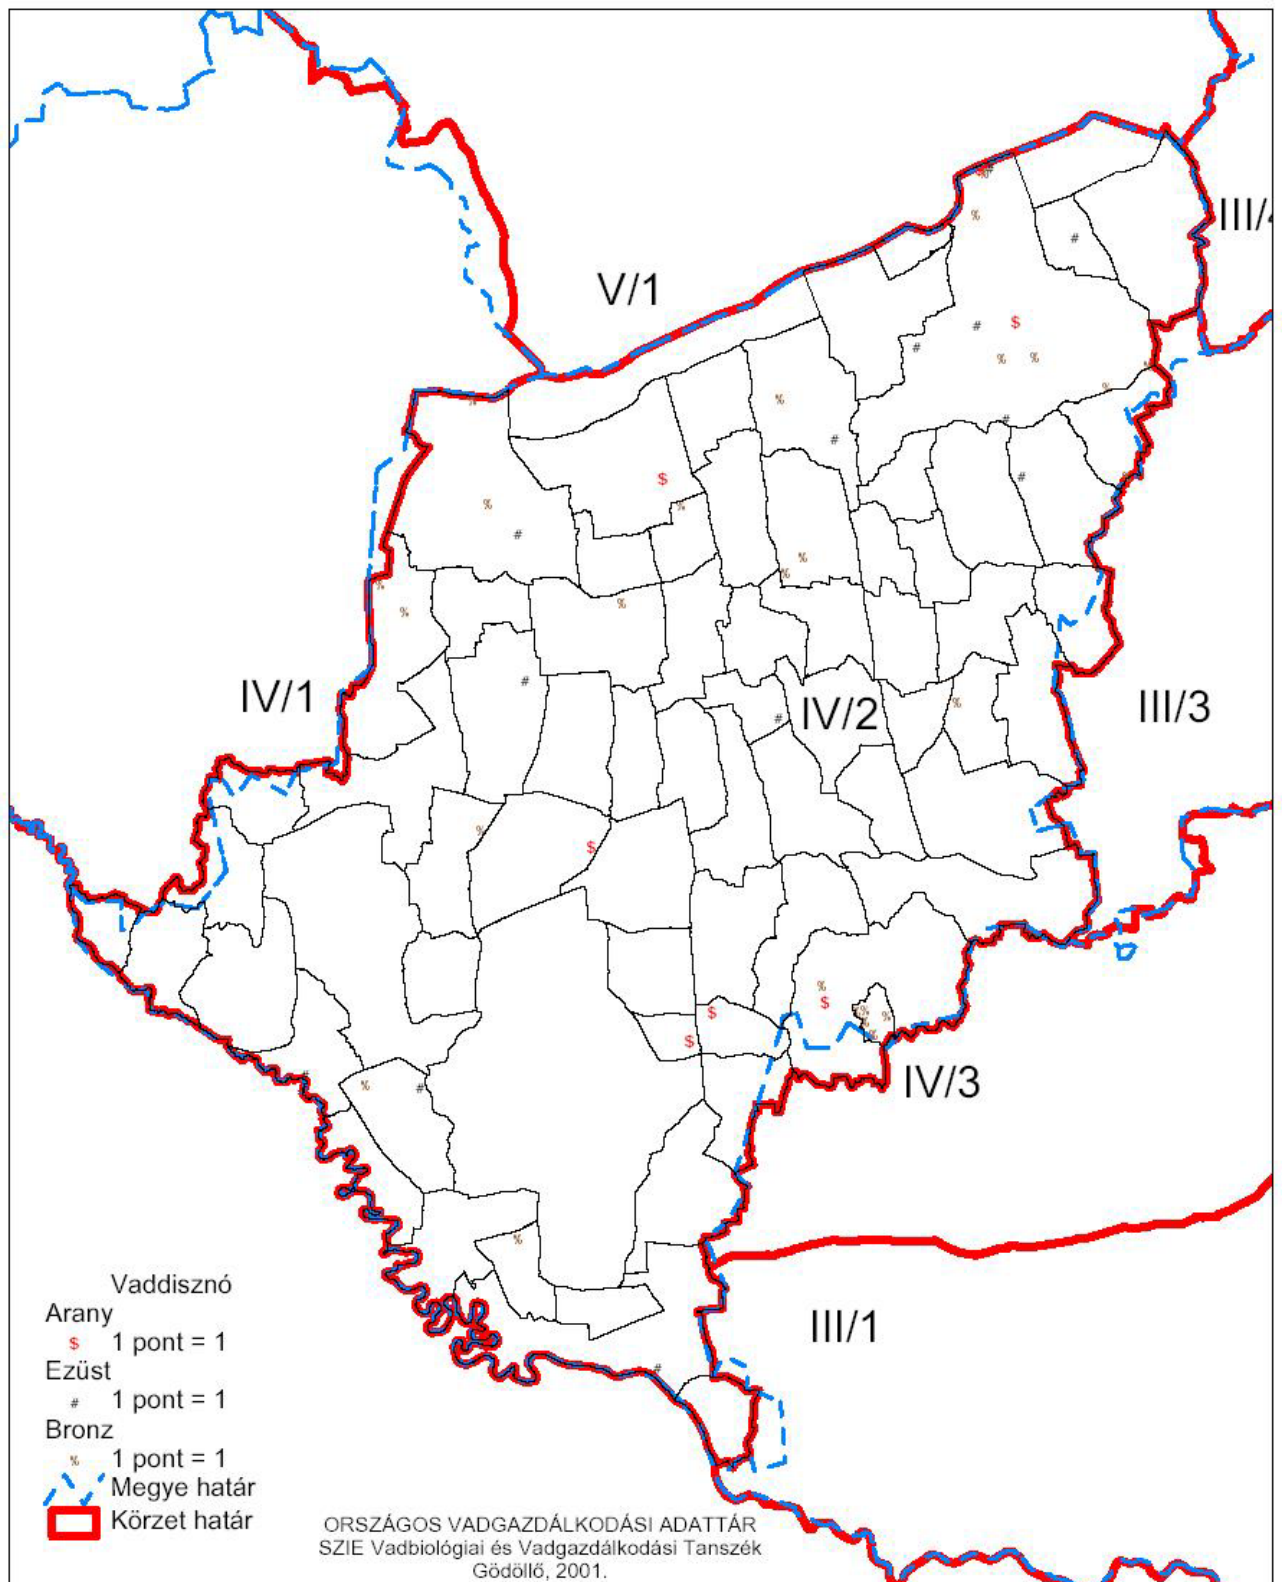 III/4
V/1
IV/1
IV/2
III/3
IV/3
III/1
Vaddisznó
Arany
$ 1 pont = 1
Ezüst
# 1 pont = 1
Bronz
% 1 pont = 1
Megye határ
Körzet határ
ORSZÁGOS VADGAZDÁLKODÁSI ADATTÁR
SZIE Vadbiológiai és Vadgazdálkodási Tanszék
Gödöllő, 2001.